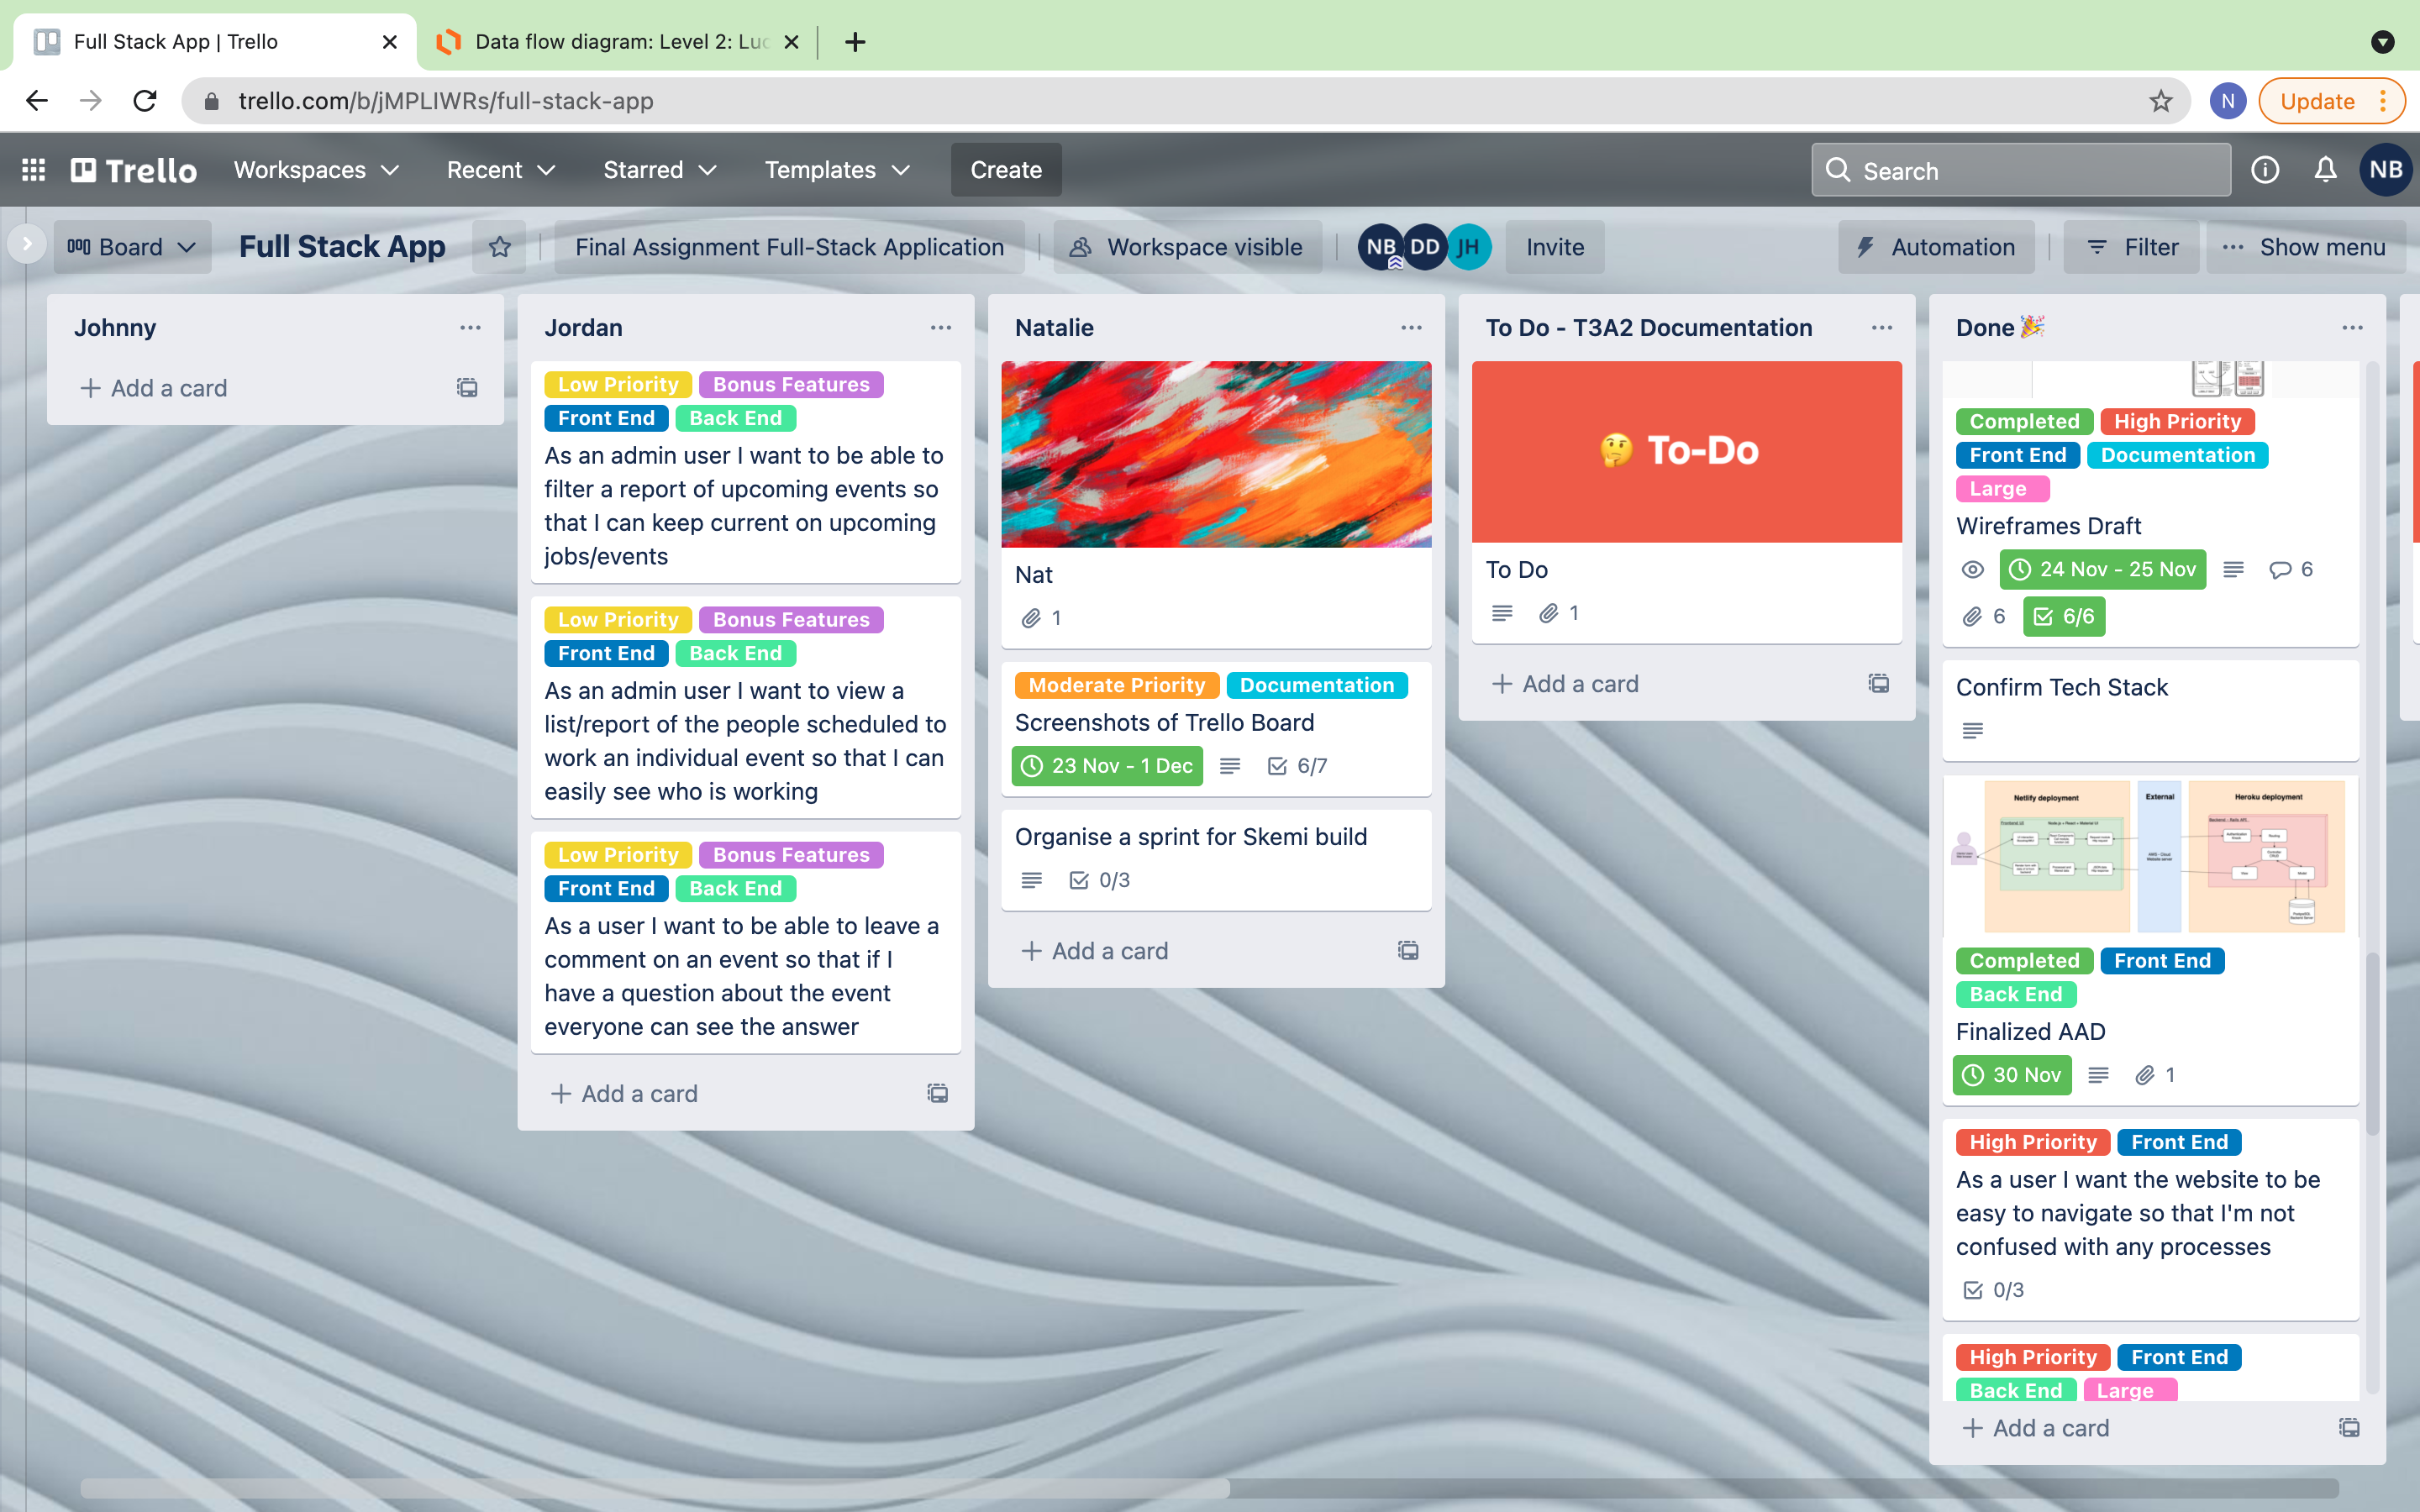 Full Stack App | Trello
Data flow diagram: Level 2: Luc
trello.com/b/jMPLIWRs/full-stack-app
N
Update
Trello
Workspaces
Recent
Starred
Templates
Create
Search
NB
Board
Full Stack App
Final Assignment Full-Stack Application
Workspace visible
NB
DD
JH
Invite
Automation
Filter
Show menu
Johnny
Add a card
Jordan
Low Priority
Bonus Features
Front End
Back End
As an admin user I want to be able to
filter a report of upcoming events so
that I can keep current on upcoming
jobs/events
Low Priority
Bonus Features
Front End
Back End
As an admin user I want to view a
list/report of the people scheduled to
work an individual event so that I can
easily see who is working
Low Priority
Bonus Features
Front End
Back End
As a user I want to be able to leave a
comment on an event so that if I
have a question about the event
everyone can see the answer
Add a card
Natalie
Nat
1
Moderate Priority
Documentation
Screenshots of Trello Board
23 Nov - 1 Dec
6/7
Organise a sprint for Skemi build
0/3
Add a card
To Do - T3A2 Documentation
🤔 To-Do
To Do
1
Add a card
Done🎉
Completed
High Priority
Front End
Documentation
Large
Wireframes Draft
24 Nov - 25 Nov
6
6
6/6
Confirm Tech Stack
Netlify deployment
External
Heroku deployment
Completed
Front End
Back End
Finalized AAD
30 Nov
1
High Priority
Front End
As a user I want the website to be
easy to navigate so that I'm not
confused with any processes
0/3
High Priority
Front End
Back End
Large
Add a card